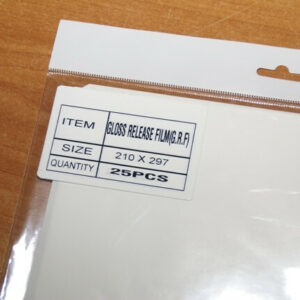 ITEM GLOSS RELEASE FILM(G.R.F)
SIZE 210 X 297
QUANTITY 25PCS